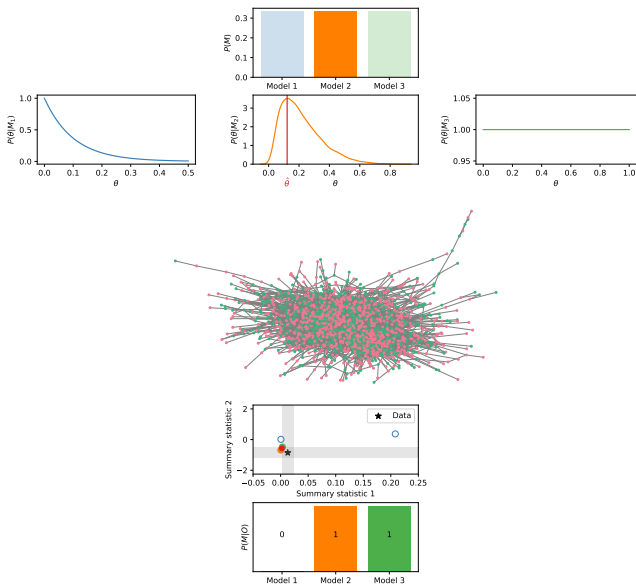 P(M)
0.3
0.2
0.1
0.0
Model 1 Model 2 Model 3
P(θ|M₁)
1.0
0.5
0.0
0.0 0.1 0.2 0.3 0.4 0.5
θ
P(θ|M₂)
3
2
1
0
0.0 0.2 0.4 0.6 0.8
θ̂ θ
P(θ|M₃)
1.05
1.00
0.95
0.0 0.2 0.4 0.6 0.8 1.0
θ
Summary statistic 2
2
0
−2
Data
−0.05 0.00 0.05 0.10 0.15 0.20 0.25
Summary statistic 1
P(M|O)
0 1 1
Model 1 Model 2 Model 3